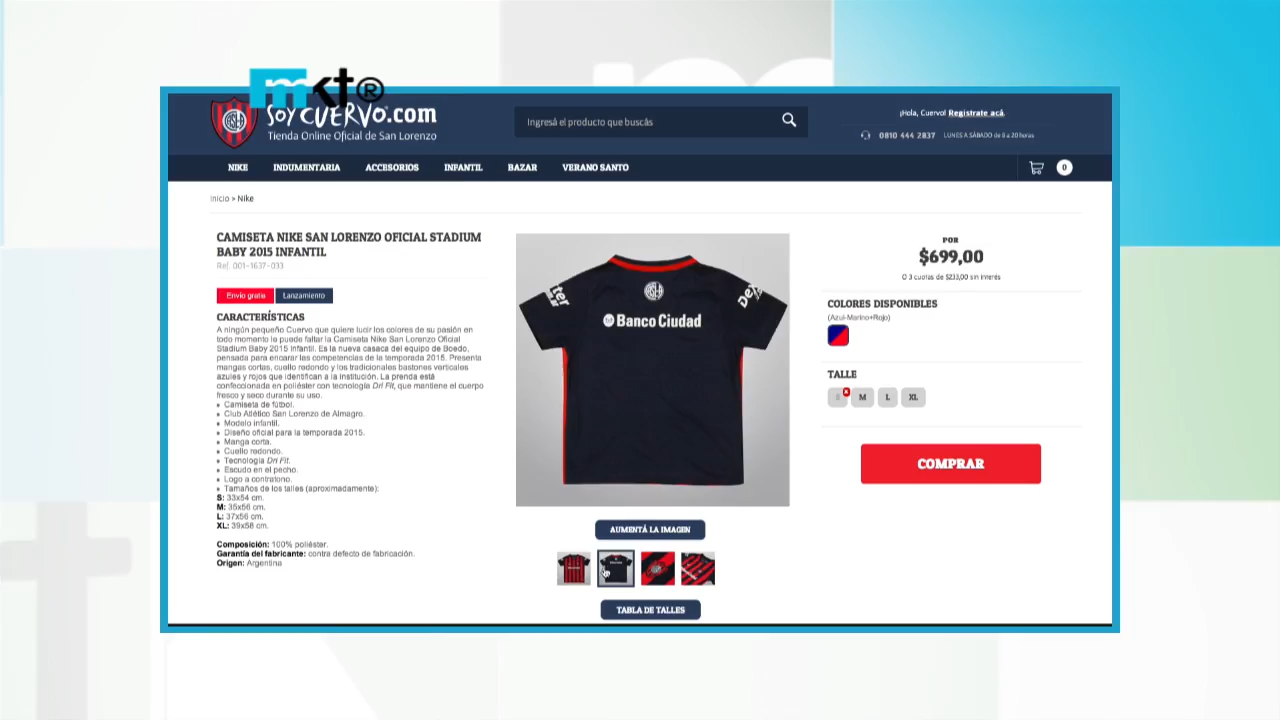 mkt®
SOYCUERVO.com
Tienda Online Oficial de San Lorenzo
Ingresá el producto que buscás
¡Hola, Cuervo! Registrate acá.
0810 444 2837 LUNES A SÁBADO de 8 a 20 horas
NIKE INDUMENTARIA ACCESORIOS INFANTIL BAZAR VERANO SANTO
0
Inicio » Nike
CAMISETA NIKE SAN LORENZO OFICIAL STADIUM
BABY 2015 INFANTIL
Ref. 001-1637-033
Envío gratis Lanzamiento
CARACTERÍSTICAS
A ningún pequeño Cuervo que quiere lucir los colores de su pasión en
todo momento le puede faltar la Camiseta Nike San Lorenzo Oficial
Stadium Baby 2015 Infantil. Es la nueva casaca del equipo de Boedo,
pensada para encarar las competencias de la temporada 2015. Presenta
mangas cortas, cuello redondo y los tradicionales bastones verticales
azules y rojos que identifican a la institución. La prenda está
confeccionada en poliéster con tecnología Dri Fit, que mantiene el cuerpo
fresco y seco durante su uso.
• Camiseta de fútbol.
• Club Atlético San Lorenzo de Almagro.
• Modelo infantil.
• Diseño oficial para la temporada 2015.
• Manga corta.
• Cuello redondo.
• Tecnología Dri Fit.
• Escudo en el pecho.
• Logo a contratono.
• Tamaños de los talles (aproximadamente):
S: 33x54 cm.
M: 35x56 cm.
L: 37x56 cm.
XL: 39x58 cm.
Composición: 100% poliéster.
Garantía del fabricante: contra defecto de fabricación.
Origen: Argentina
Banco Ciudad
AUMENTÁ LA IMAGEN
TABLA DE TALLES
POR
$699,00
O 3 cuotas de $233,00 sin interés
COLORES DISPONIBLES
(Azul-Marino+Rojo)
TALLE
S M L XL
COMPRAR